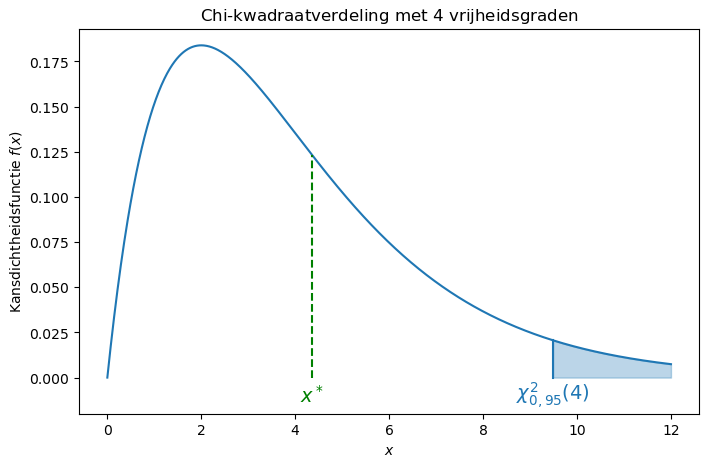 Chi-kwadraatverdeling met 4 vrijheidsgraden
Kansdichtheidsfunctie f(x)
0.175
0.150
0.125
0.100
0.075
0.050
0.025
0.000
x*
χ²₀,₉₅(4)
0 2 4 6 8 10 12
x